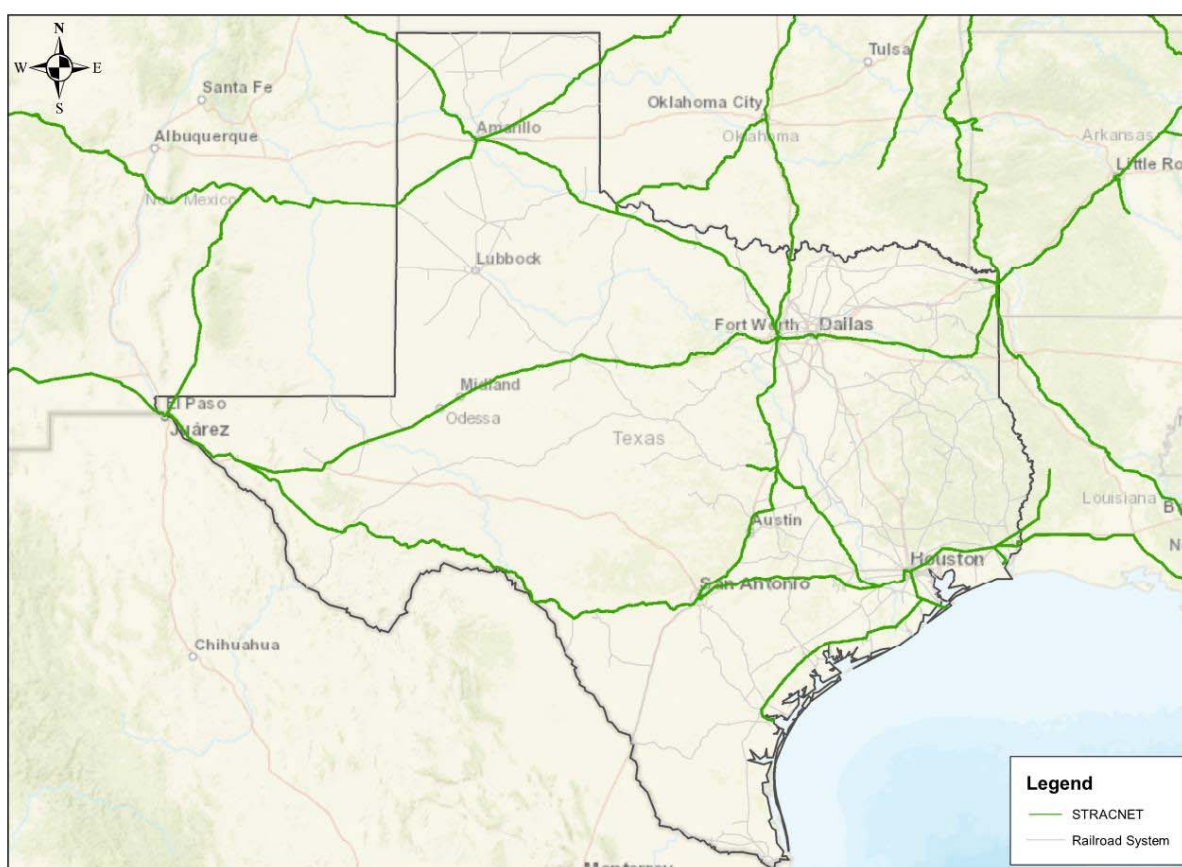 N
W E
S
Santa Fe
Tulsa
Oklahoma City
Albuquerque
Amarillo
Oklahoma
Arkansas
Little Ro
New Mexico
Lubbock
Fort Worth
Dallas
Midland
Odessa
El Paso
Juárez
Texas
Louisiana
B
Austin
N
Houston
San Antonio
Chihuahua
Legend
STRACNET
Railroad System
Monterrey